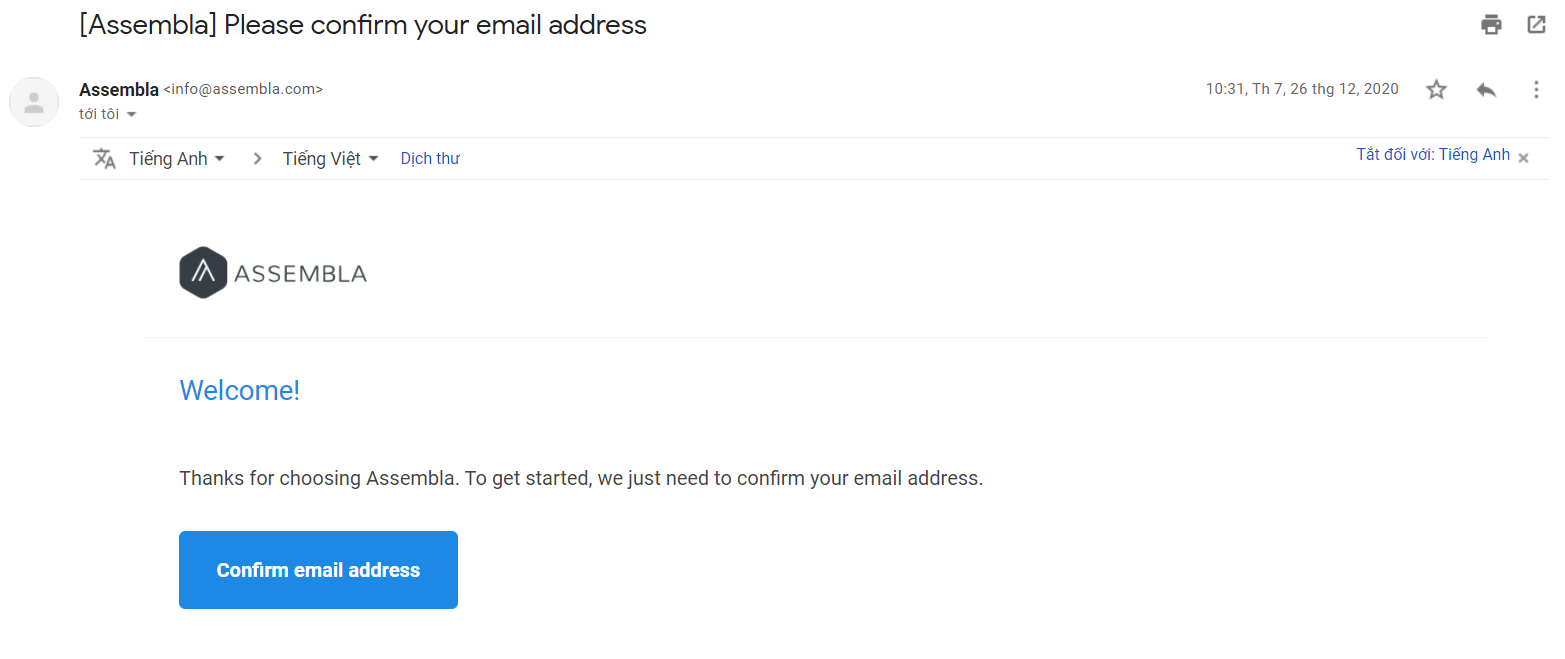 [Assembla] Please confirm your email address
Assembla <info@assembla.com> 10:31, Th 7, 26 thg 12, 2020
tới tôi
Tiếng Anh > Tiếng Việt Dịch thư Tắt đối với: Tiếng Anh x
ASSEMBLA
Welcome!
Thanks for choosing Assembla. To get started, we just need to confirm your email address.
Confirm email address